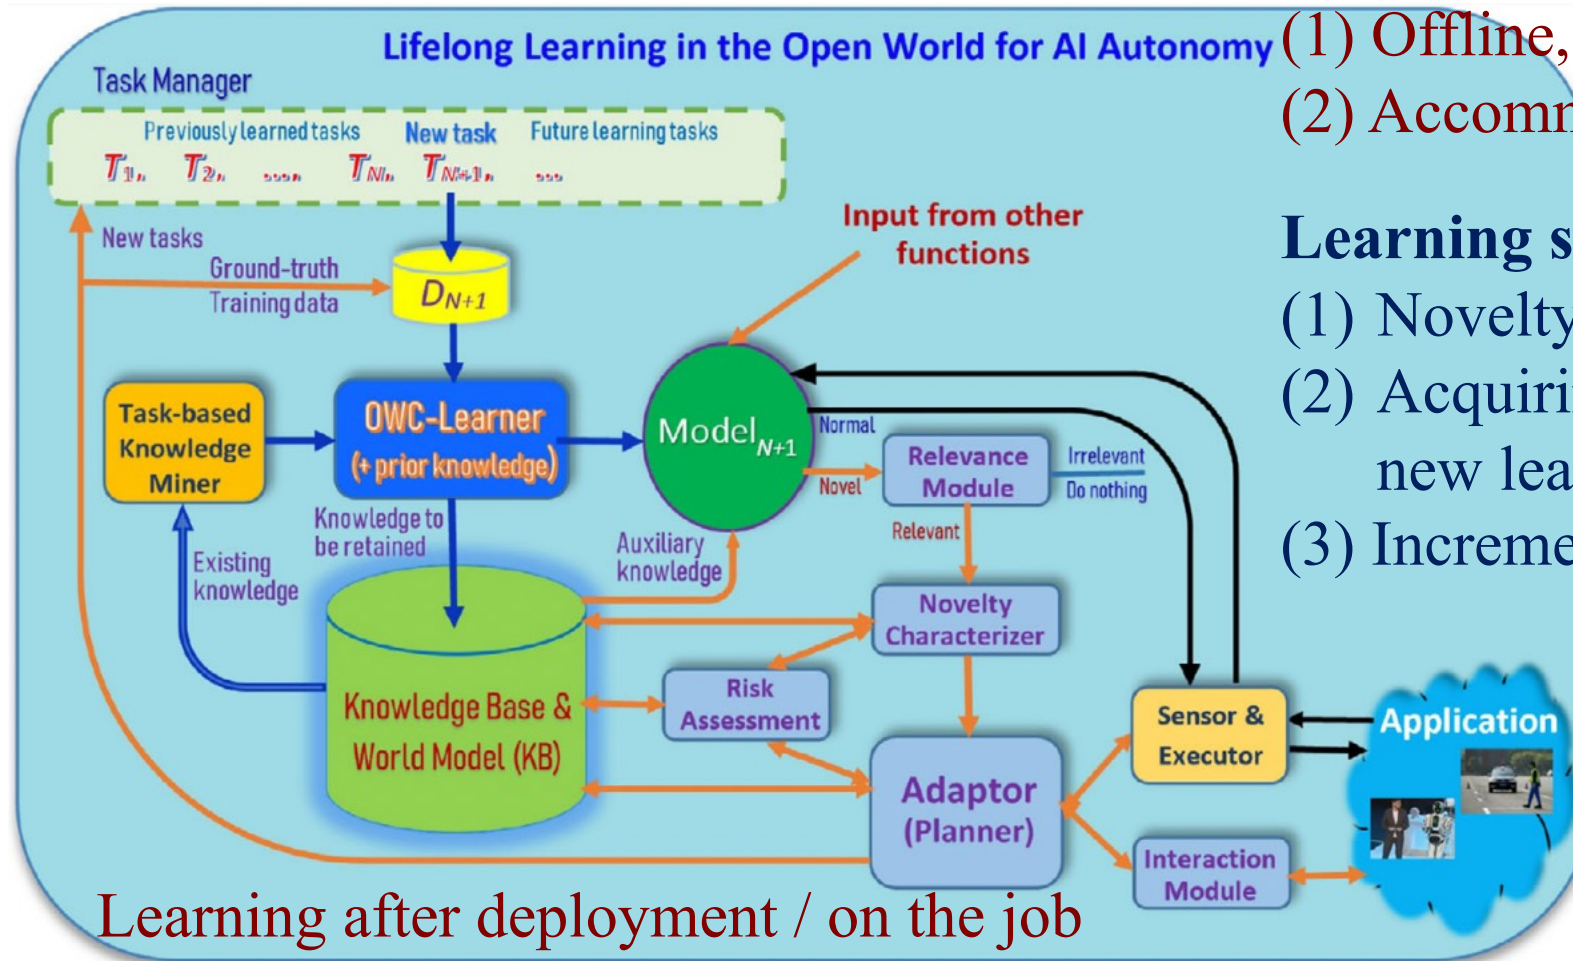 Lifelong Learning in the Open World for AI Autonomy
(1) Offline,
(2)
Task Manager
Previously learned tasks
New task
Future learning tasks
T1, T2, ...., TN, TN+1, ...
New tasks
Ground-truth
Training data
DN+1
Input from other
functions
Learning
(1) Novelty
(2)
new
(3)
Task-based
Knowledge
Miner
OWC-Learner
(+ prior knowledge)
ModelN+1
Normal
Novel
Relevance
Module
Irrelevant
Do nothing
Relevant
Knowledge to
be retained
Existing
knowledge
Auxiliary
knowledge
Novelty
Characterizer
Risk
Assessment
Knowledge Base &
World Model (KB)
Adaptor
(Planner)
Sensor &
Executor
Application
Interaction
Module
Learning after deployment / on the job